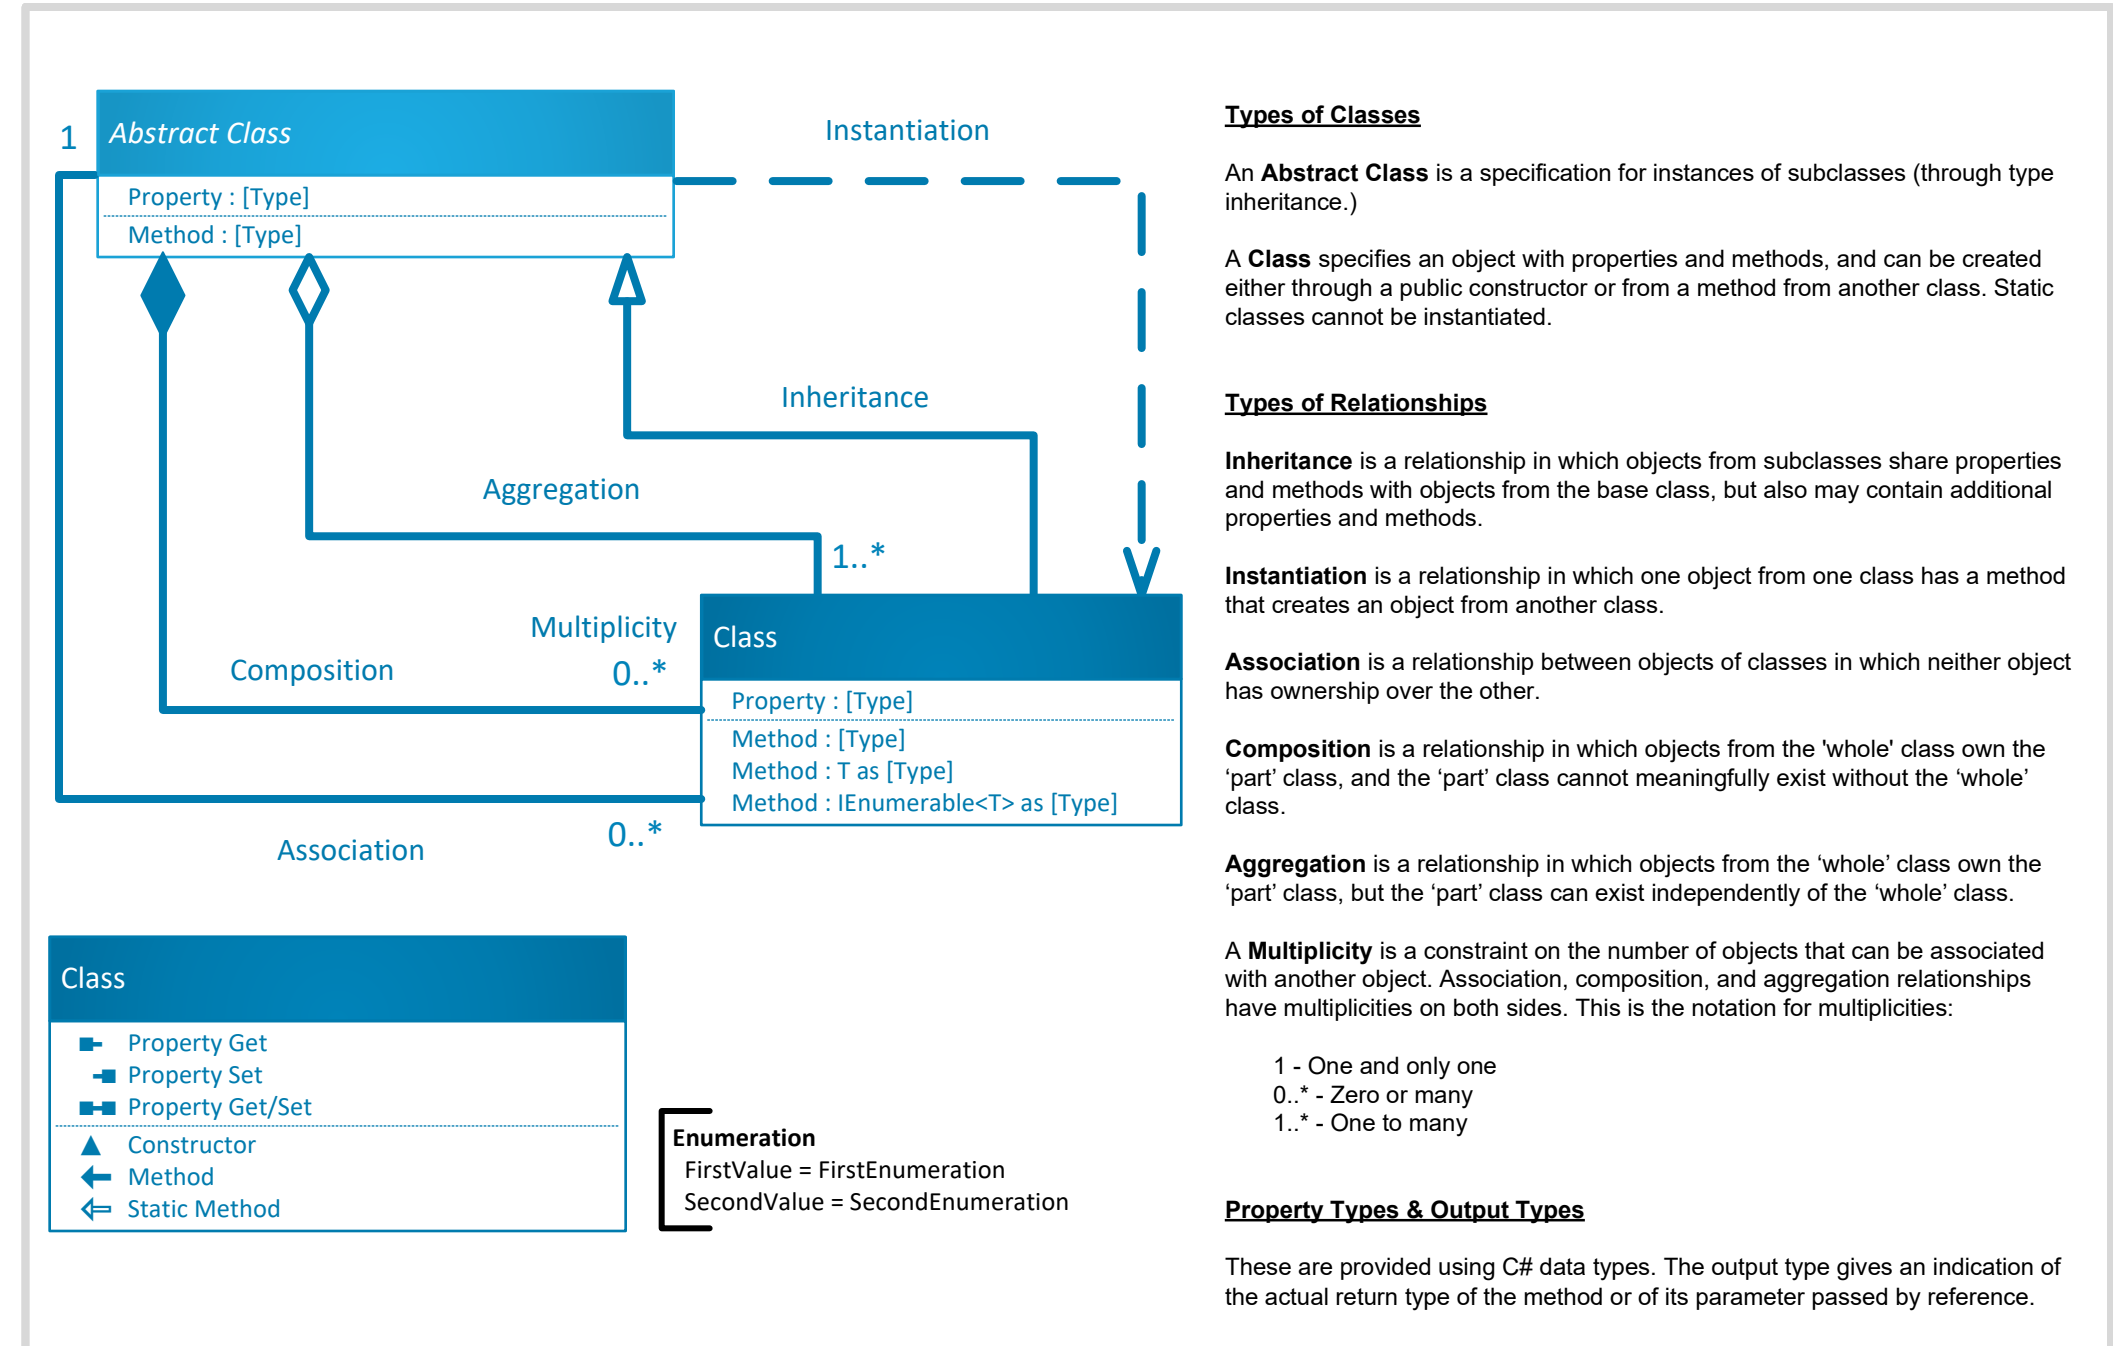 1
Abstract Class
Property : [Type]
Method : [Type]
Instantiation
Inheritance
Aggregation
1..*
Multiplicity
0..*
Composition
Class
Property : [Type]
Method : [Type]
Method : T as [Type]
Method : IEnumerable<T> as [Type]
0..*
Association
Class
Property Get
Property Set
Property Get/Set
Constructor
Method
Static Method
Enumeration
FirstValue = FirstEnumeration
SecondValue = SecondEnumeration
Types of Classes
An Abstract Class is a specification for instances of subclasses (through type
inheritance.)
A Class specifies an object with properties and methods, and can be created
either through a public constructor or from a method from another class. Static
classes cannot be instantiated.
Types of Relationships
Inheritance is a relationship in which objects from subclasses share properties
and methods with objects from the base class, but also may contain additional
properties and methods.
Instantiation is a relationship in which one object from one class has a method
that creates an object from another class.
Association is a relationship between objects of classes in which neither object
has ownership over the other.
Composition is a relationship in which objects from the 'whole' class own the
‘part’ class, and the ‘part’ class cannot meaningfully exist without the ‘whole’
class.
Aggregation is a relationship in which objects from the ‘whole’ class own the
‘part’ class, but the ‘part’ class can exist independently of the ‘whole’ class.
A Multiplicity is a constraint on the number of objects that can be associated
with another object. Association, composition, and aggregation relationships
have multiplicities on both sides. This is the notation for multiplicities:
1 - One and only one
0..* - Zero or many
1..* - One to many
Property Types & Output Types
These are provided using C# data types. The output type gives an indication of
the actual return type of the method or of its parameter passed by reference.